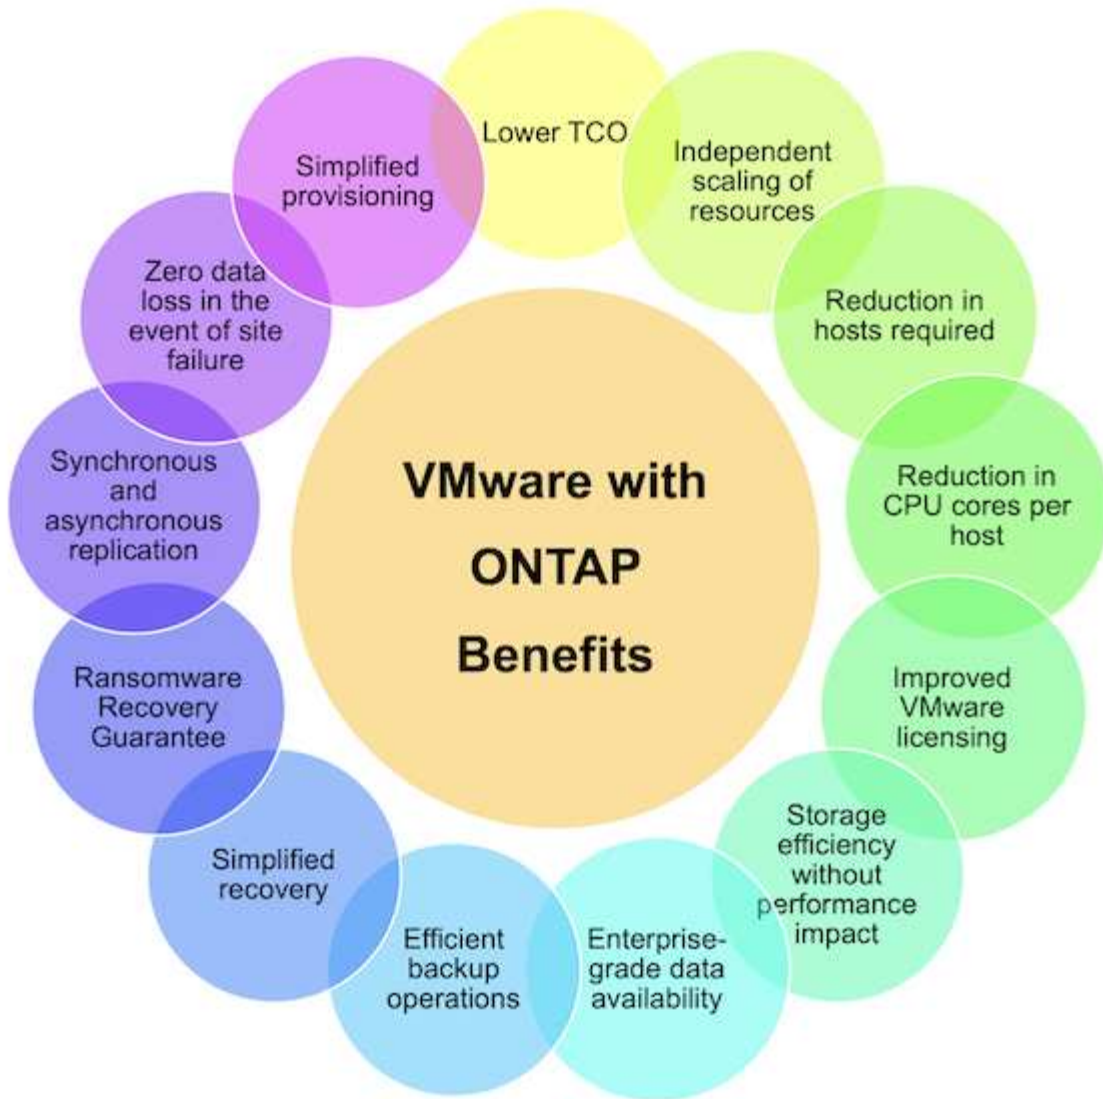 VMware with
ONTAP
Benefits
Lower TCO
Independent
scaling of
resources
Reduction in
hosts required
Reduction in
CPU cores per
host
Improved
VMware
licensing
Storage
efficiency
without
performance
impact
Enterprise-
grade data
availability
Efficient
backup
operations
Simplified
recovery
Ransomware
Recovery
Guarantee
Synchronous
and
asynchronous
replication
Zero data
loss in the
event of site
failure
Simplified
provisioning